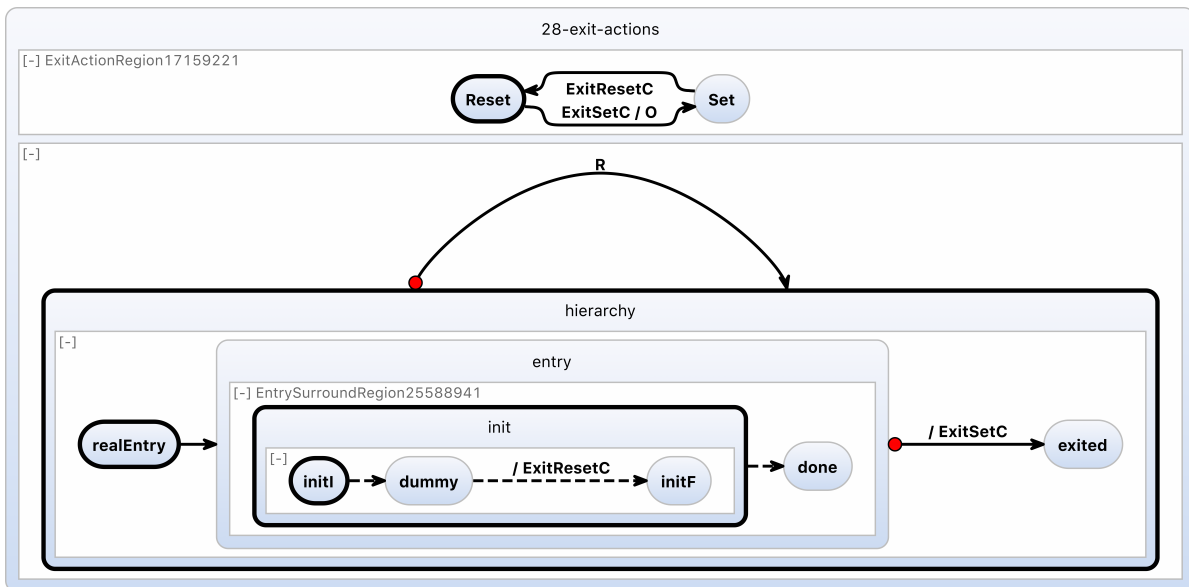 28-exit-actions
[-] ExitActionRegion17159221
Reset
ExitResetC
ExitSetC / O
Set
[-]
R
hierarchy
[-]
entry
[-] EntrySurroundRegion25588941
init
[-]
realEntry
initI
dummy
/ ExitResetC
initF
done
/ ExitSetC
exited